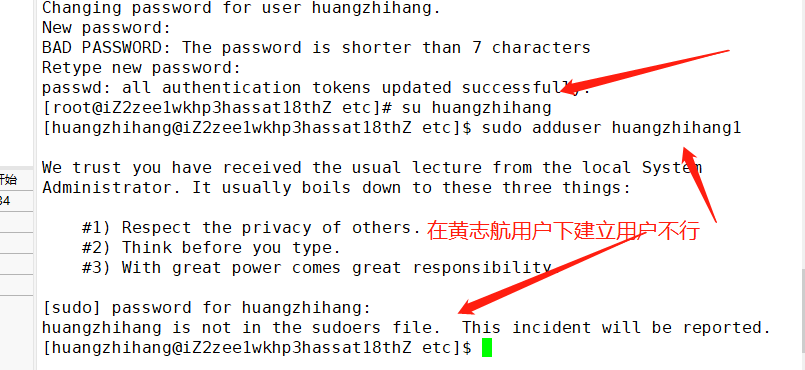 Changing password for user huangzhihang.
New password:
BAD PASSWORD: The password is shorter than 7 characters
Retype new password:
passwd: all authentication tokens updated successfully.
[root@iZ2zee1wkhp3hassat18thZ etc]# su huangzhihang
[huangzhihang@iZ2zee1wkhp3hassat18thZ etc]$ sudo adduser huangzhihang1
We trust you have received the usual lecture from the local System
开始
Administrator. It usually boils down to these three things:
34
#1) Respect the privacy of others.
在黄志航用户下建立用户不行
#2) Think before you type.
#3) With great power comes great responsibility
[sudo] password for huangzhihang:
huangzhihang is not in the sudoers file.  This incident will be reported.
[huangzhihang@iZ2zee1wkhp3hassat18thZ etc]$